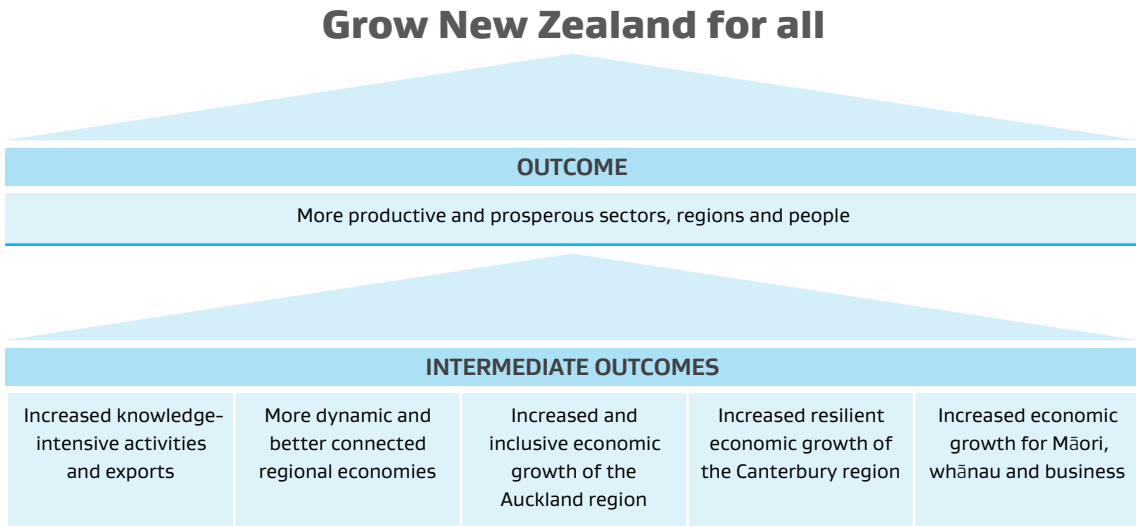 Grow New Zealand for all
OUTCOME
More productive and prosperous sectors, regions and people
INTERMEDIATE OUTCOMES
Increased knowledge-
intensive activities
and exports
More dynamic and
better connected
regional economies
Increased and
inclusive economic
growth of the
Auckland region
Increased resilient
economic growth of
the Canterbury region
Increased economic
growth for Māori,
whānau and business